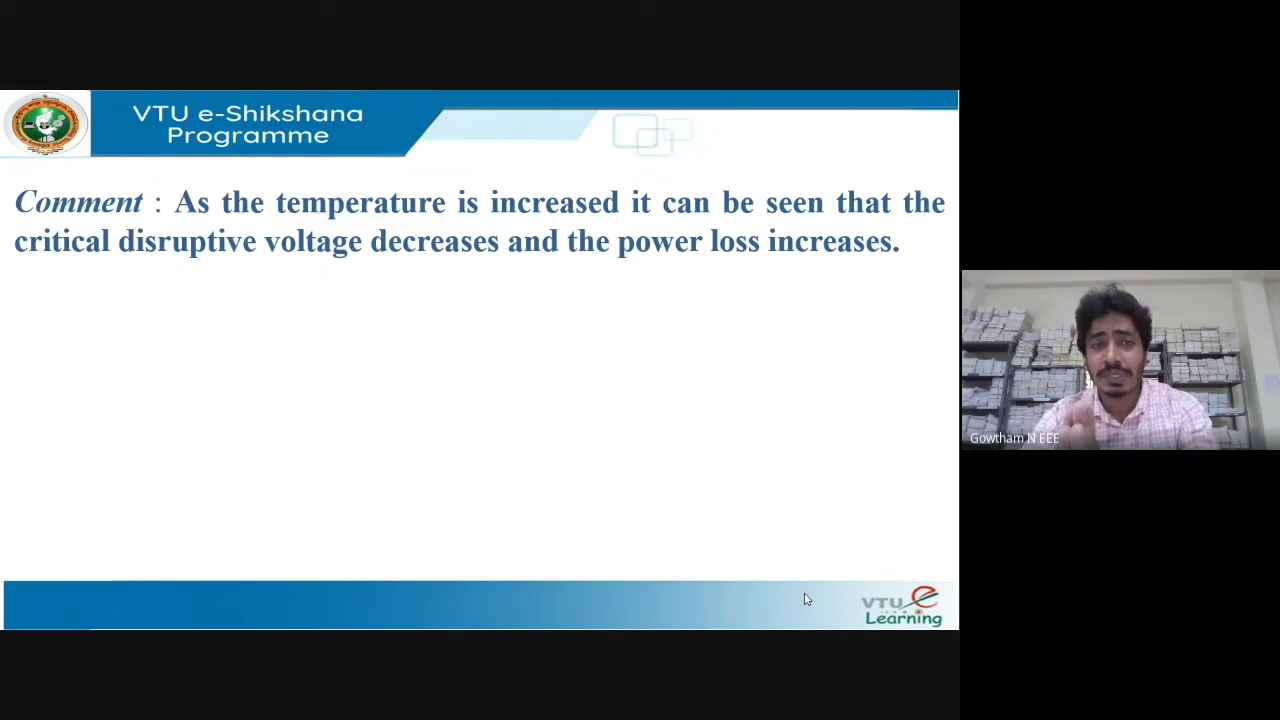 VTU e-Shikshana
Programme
Comment : As the temperature is increased it can be seen that the
critical disruptive voltage decreases and the power loss increases.
Gowtham N EEE
VTU e
Learning